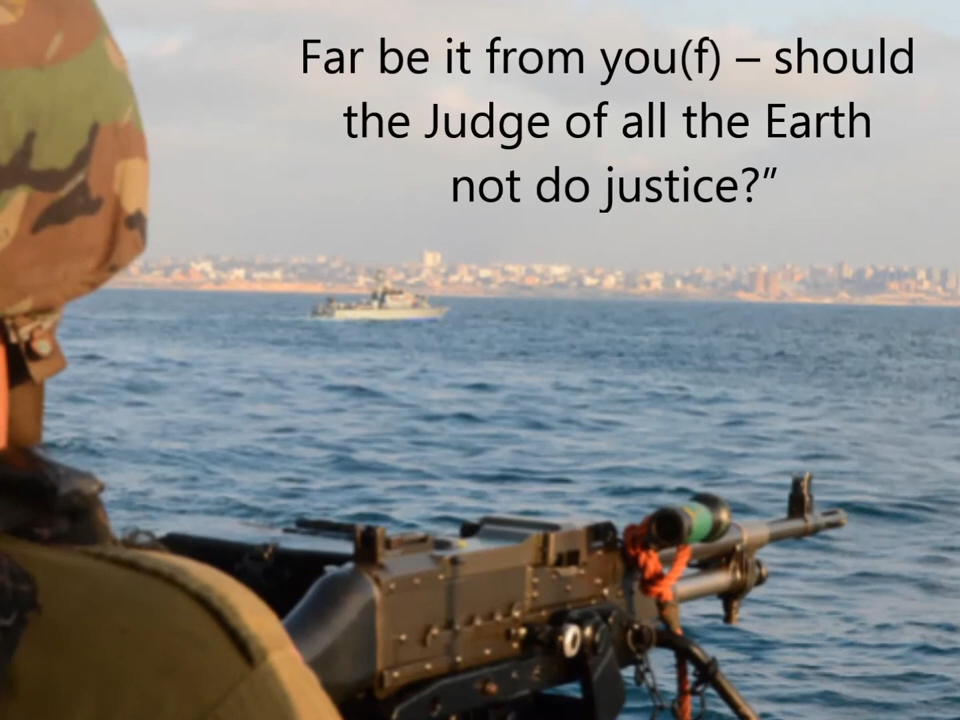 Far be it from you(f) – should
the Judge of all the Earth
not do justice?”